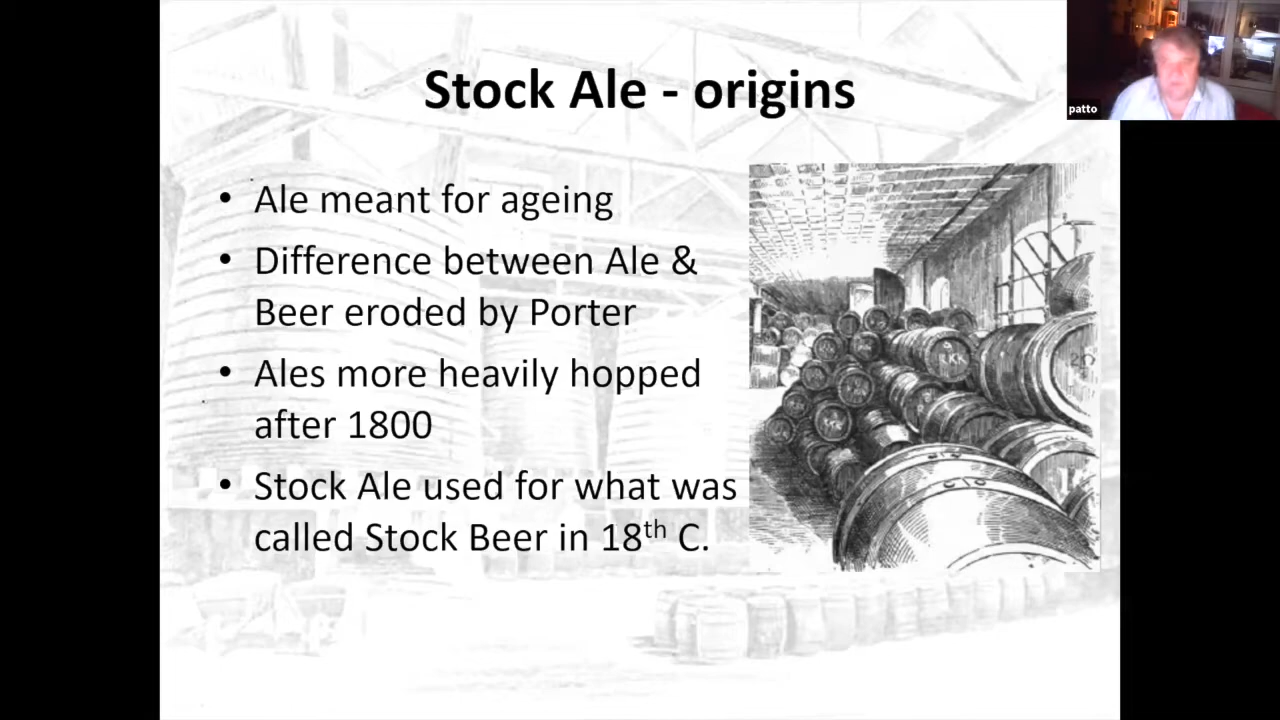 Stock Ale - origins
patto
• Ale meant for ageing
• Difference between Ale &
Beer eroded by Porter
• Ales more heavily hopped
after 1800
• Stock Ale used for what was
called Stock Beer in 18th C.
KKK